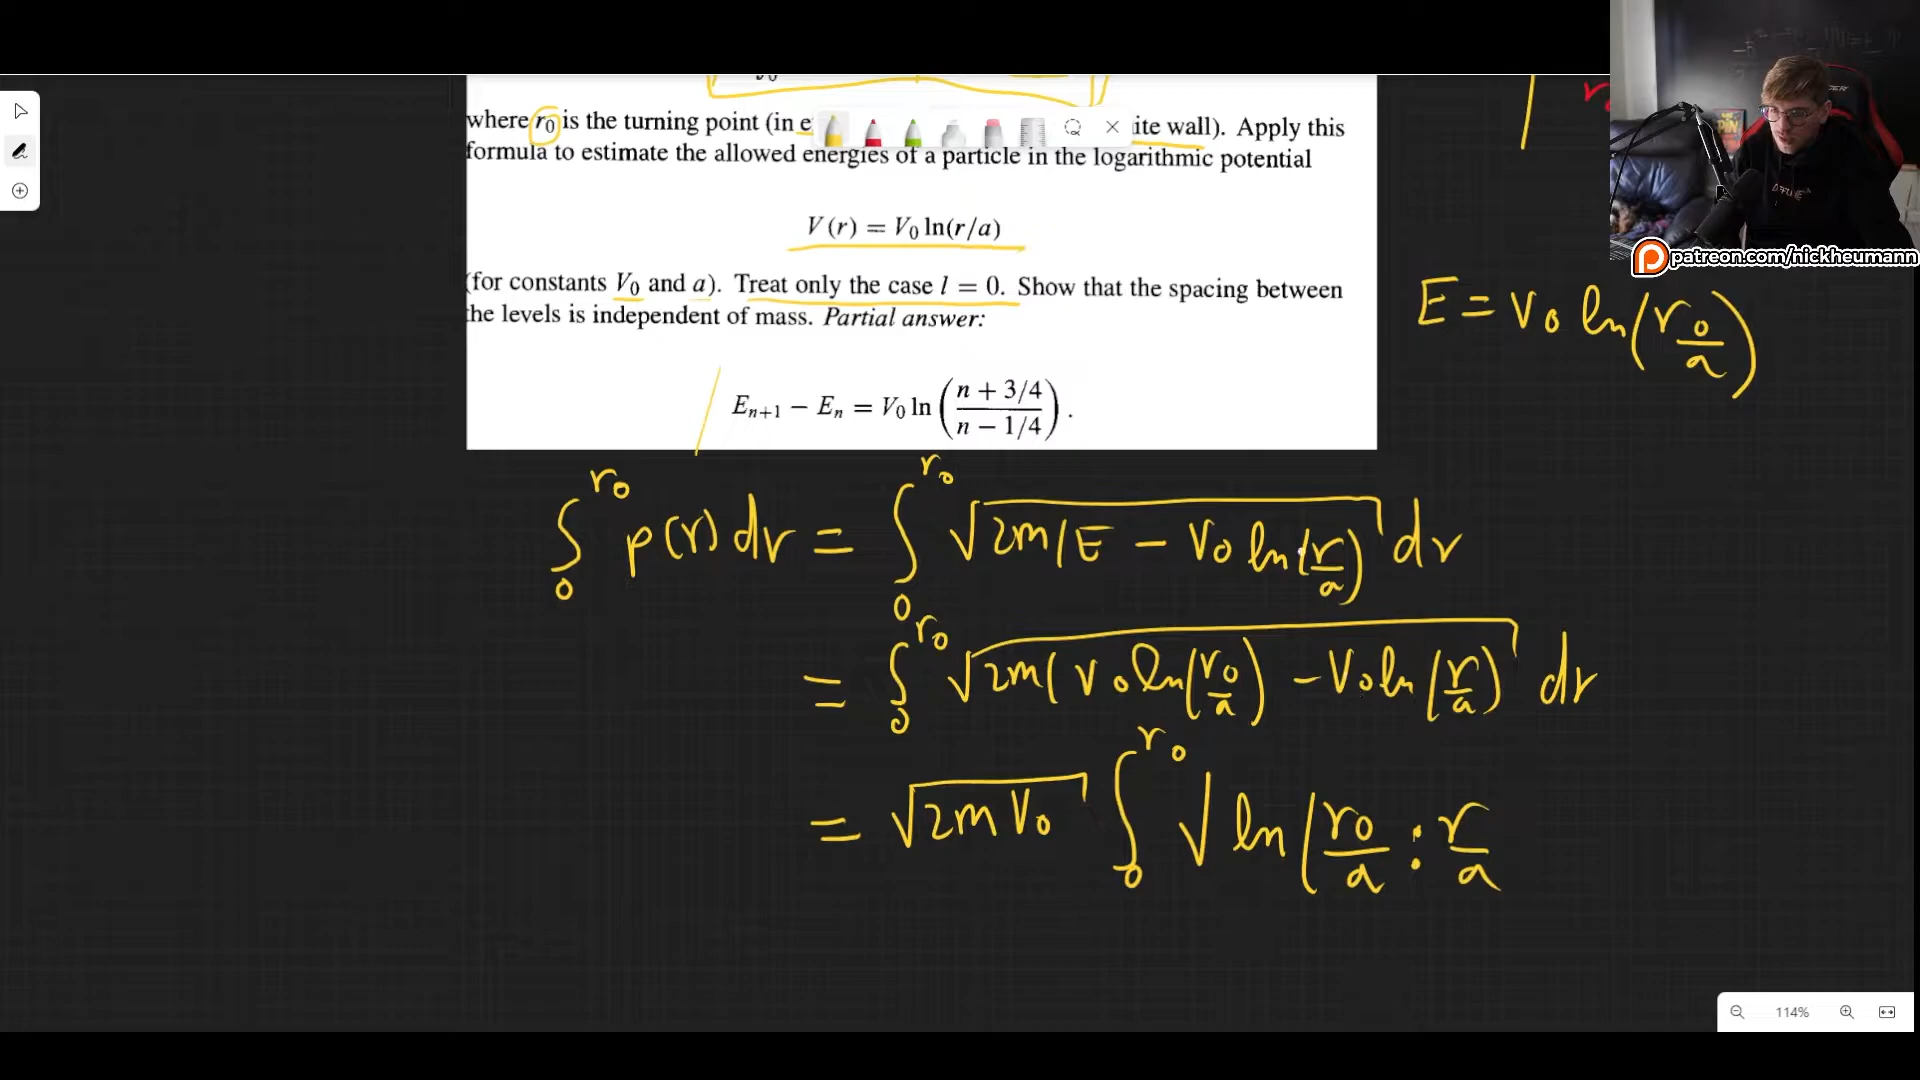 where r₀ is the turning point (in e ite wall). Apply this
formula to estimate the allowed energies of a particle in the logarithmic potential
V(r) = V₀ ln(r/a)
(for constants V₀ and a). Treat only the case l = 0. Show that the spacing between
the levels is independent of mass. Partial answer:
Eₙ₊₁ − Eₙ = V₀ ln((n + 3/4)/(n − 1/4)).
patreon.com/nickheumann
E = V₀ ln(r₀/a)
∫₀^r₀ p(r) dr = ∫₀^r₀ √2m(E − V₀ ln(r/a) dr
= ∫₀^r₀ √2m(V₀ ln(r₀/a) − V₀ ln(r/a) dr
= √2mV₀ ∫₀^r₀ √ ln(r₀/a : r/a
114%